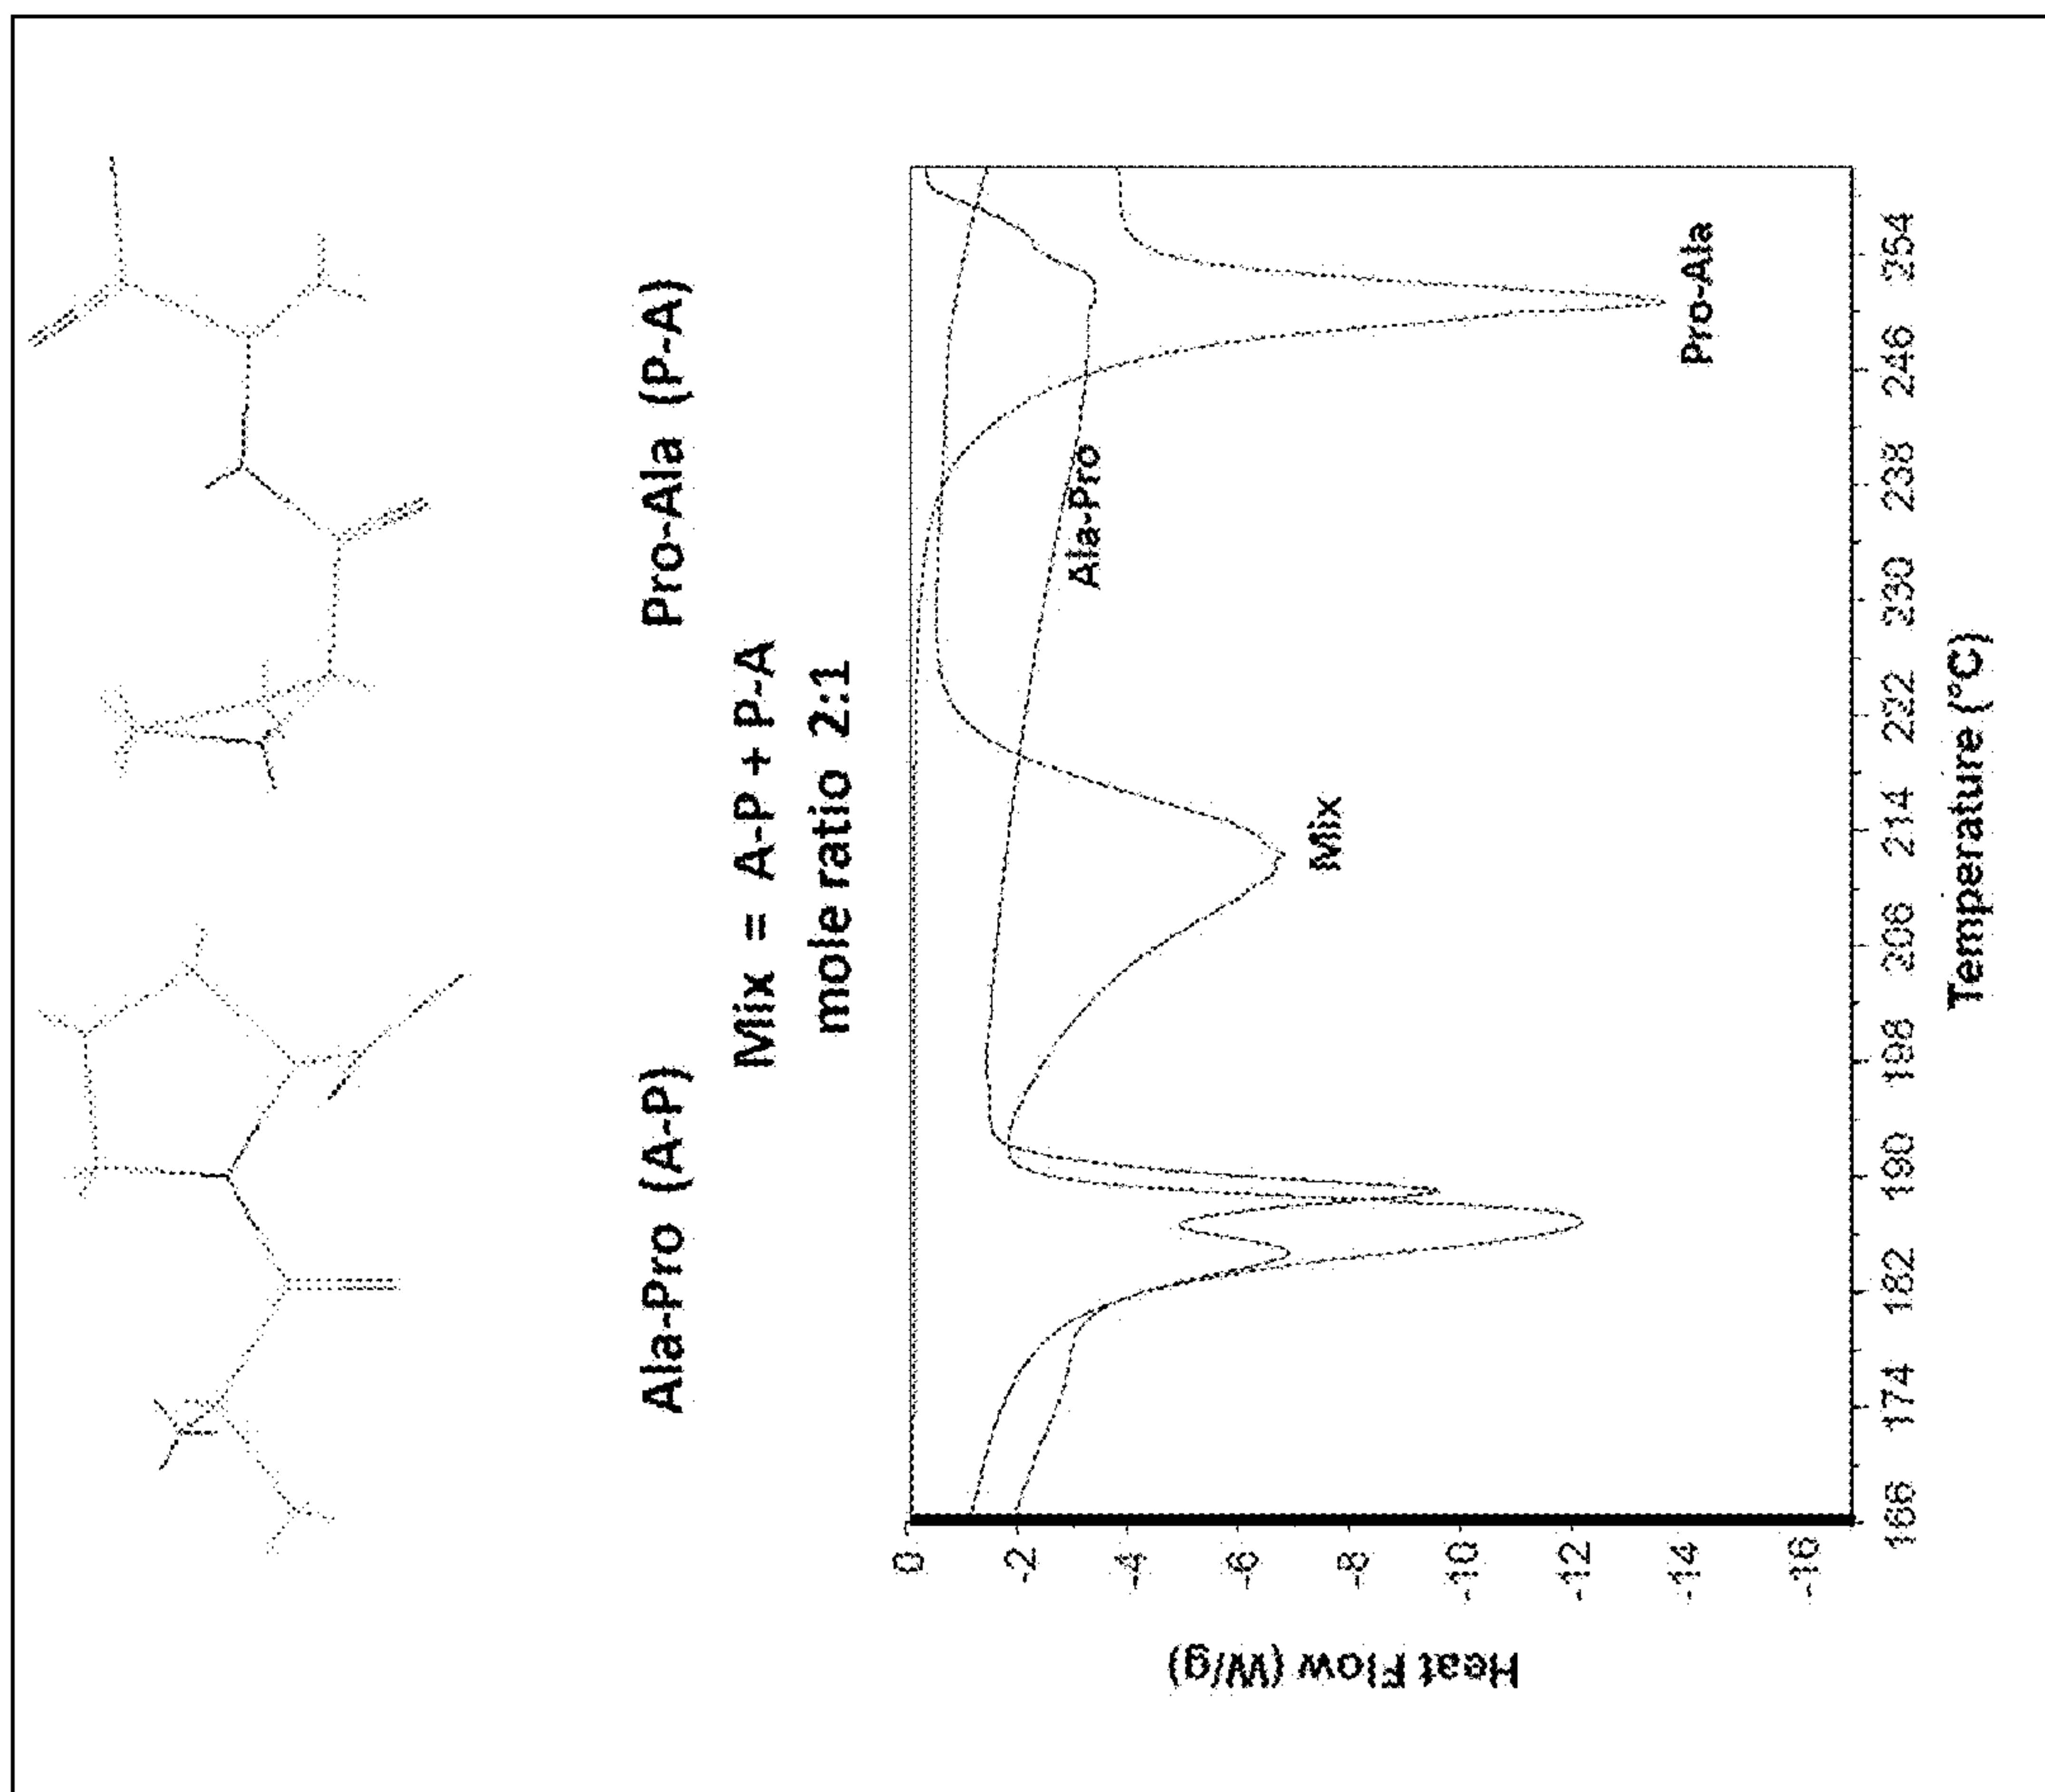 Ala-Pro (A-P)
Pro-Ala (P-A)
Mix = A-P + P-A
mole ratio 2:1
Heat Flow (W/g)
0
-2
-4
-6
-8
-10
-12
-14
-16
Ala-Pro
Mix
Pro-Ala
166 174 182 190 198 206 214 222 230 238 246 254
Temperature (°C)